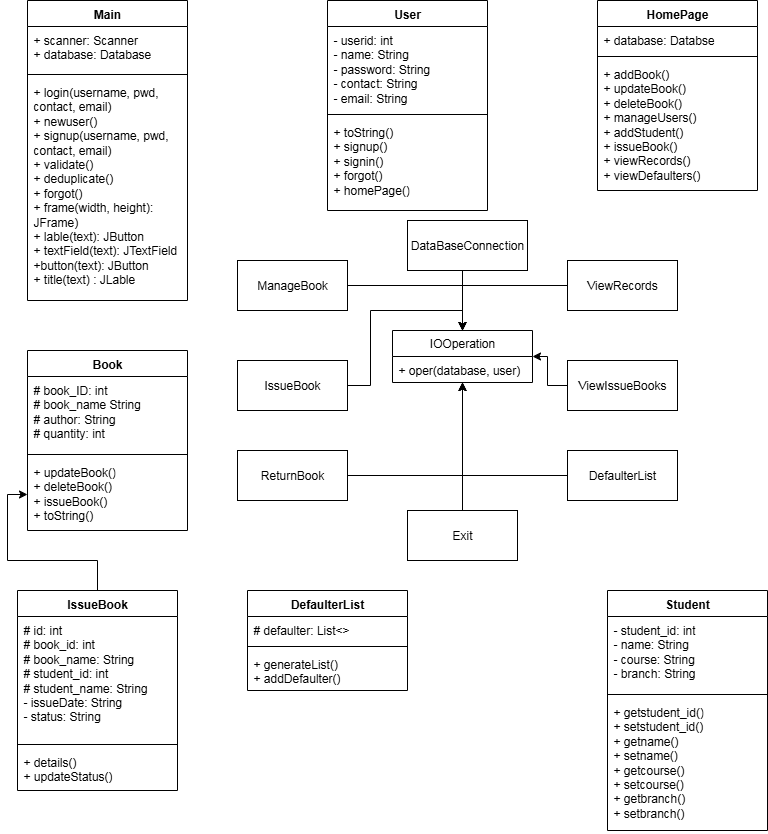 Main
+ scanner: Scanner
+ database: Database
+ login(username, pwd,
contact, email)
+ newuser()
+ signup(username, pwd,
contact, email)
+ validate()
+ deduplicate()
+ forgot()
+ frame(width, height):
JFrame)
+ lable(text): JButton
+ textField(text): JTextField
+button(text): JButton
+ title(text) : JLable
User
- userid: int
- name: String
- password: String
- contact: String
- email: String
+ toString()
+ signup()
+ signin()
+ forgot()
+ homePage()
HomePage
+ database: Databse
+ addBook()
+ updateBook()
+ deleteBook()
+ manageUsers()
+ addStudent()
+ issueBook()
+ viewRecords()
+ viewDefaulters()
DataBaseConnection
ManageBook
ViewRecords
IOOperation
+ oper(database, user)
IssueBook
ViewIssueBooks
ReturnBook
DefaulterList
Exit
Book
# book_ID: int
# book_name String
# author: String
# quantity: int
+ updateBook()
+ deleteBook()
+ issueBook()
+ toString()
IssueBook
# id: int
# book_id: int
# book_name: String
# student_id: int
# student_name: String
- issueDate: String
- status: String
+ details()
+ updateStatus()
DefaulterList
# defaulter: List<>
+ generateList()
+ addDefaulter()
Student
- student_id: int
- name: String
- course: String
- branch: String
+ getstudent_id()
+ setstudent_id()
+ getname()
+ setname()
+ getcourse()
+ setcourse()
+ getbranch()
+ setbranch()